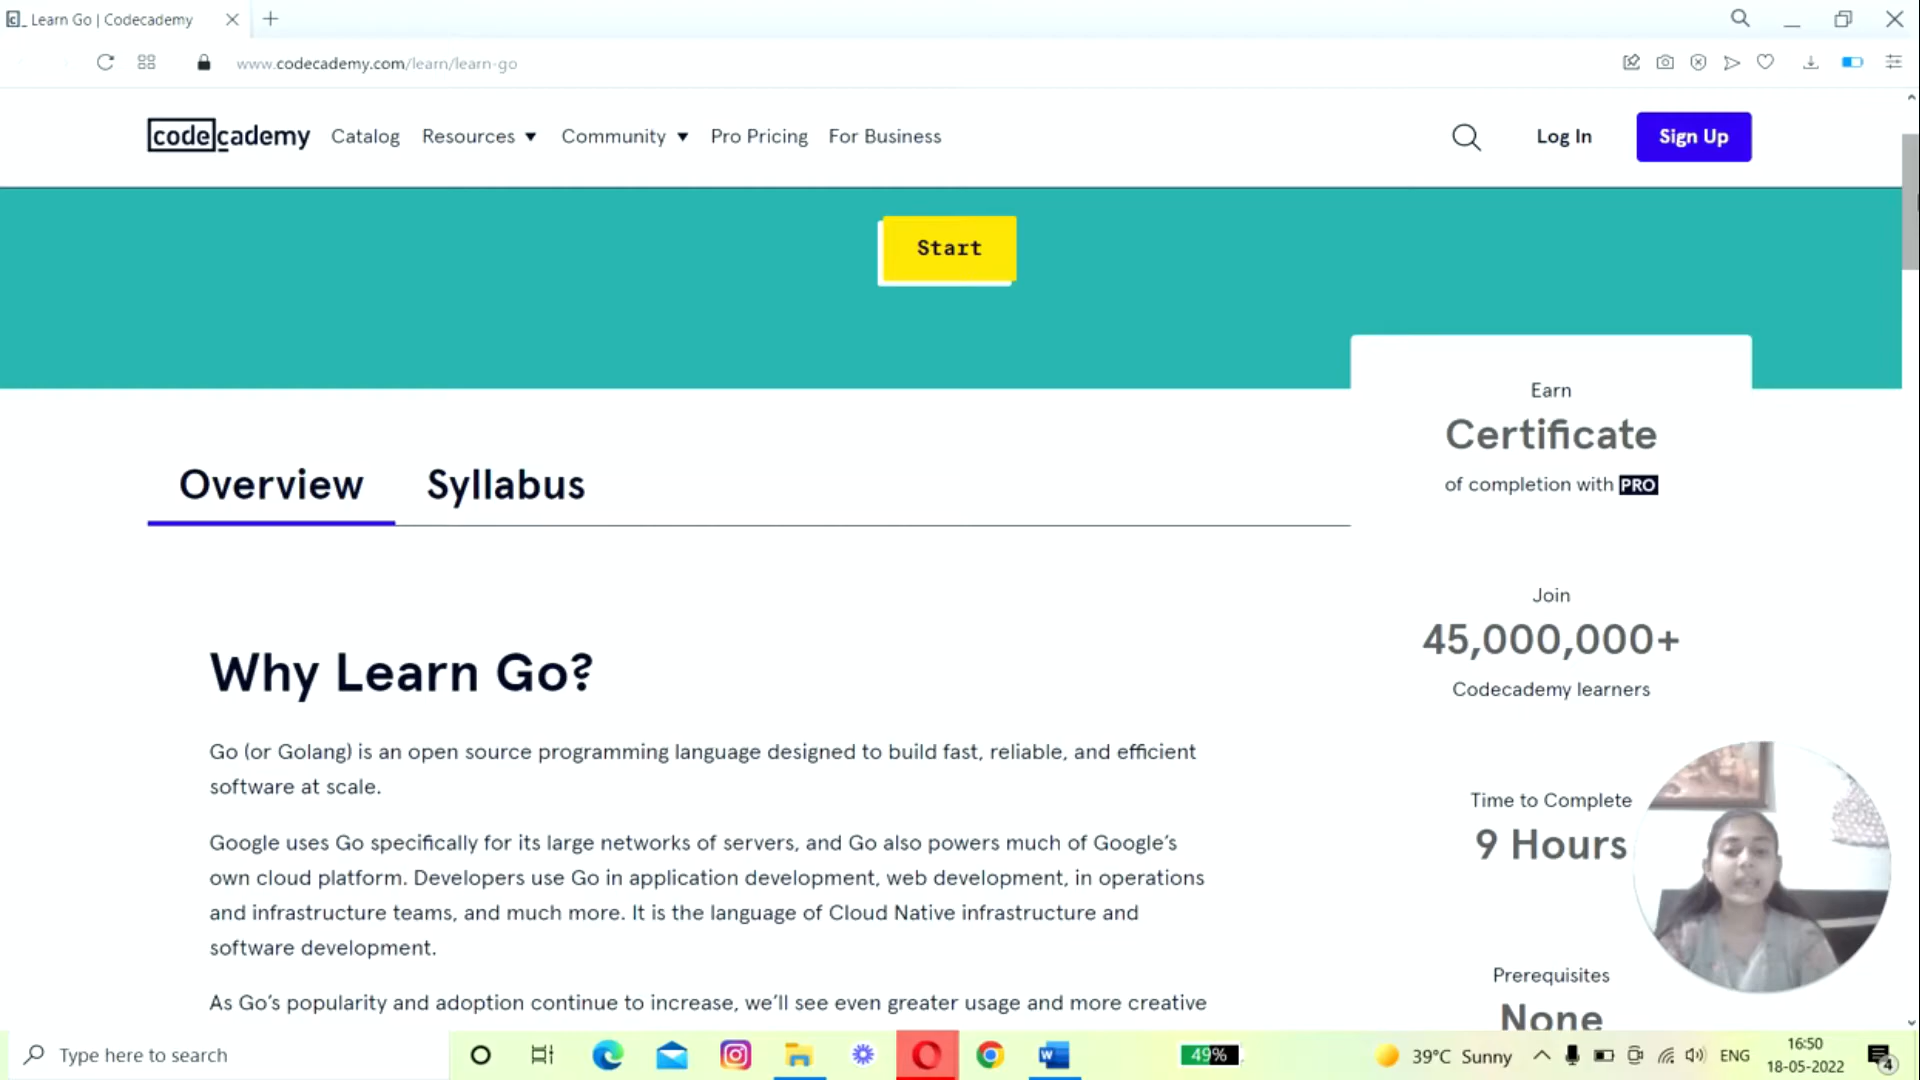 Learn Go | Codecademy
www.codecademy.com/learn/learn-go
codecademy Catalog Resources Community Pro Pricing For Business Log In Sign Up
Start
Earn
Certificate
of completion with PRO
Overview Syllabus
Join
45,000,000+
Codecademy learners
Why Learn Go?
Go (or Golang) is an open source programming language designed to build fast, reliable, and efficient
software at scale.
Time to Complete
9 Hours
Google uses Go specifically for its large networks of servers, and Go also powers much of Google's
own cloud platform. Developers use Go in application development, web development, in operations
and infrastructure teams, and much more. It is the language of Cloud Native infrastructure and
software development.
Prerequisites
None
As Go's popularity and adoption continue to increase, we'll see even greater usage and more creative
Type here to search
49%
39°C Sunny
ENG
16:50
18-05-2022
4